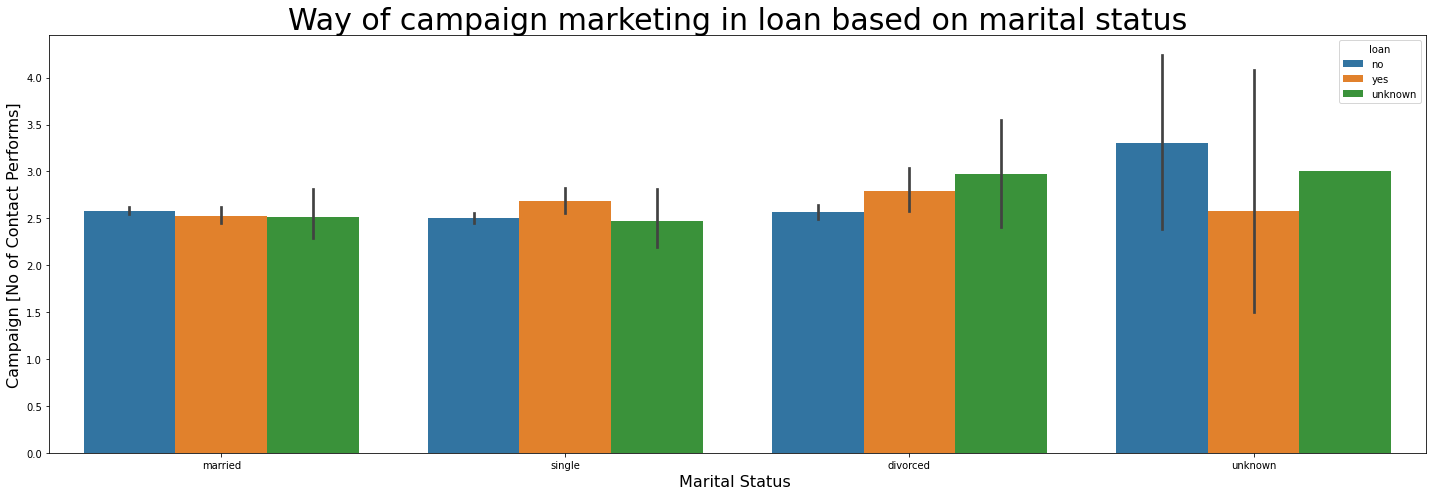 Way of campaign marketing in loan based on marital status
Campaign [No of Contact Performs]
4.0
3.5
3.0
2.5
2.0
1.5
1.0
0.5
0.0
loan
no
yes
unknown
married single divorced unknown
Marital Status